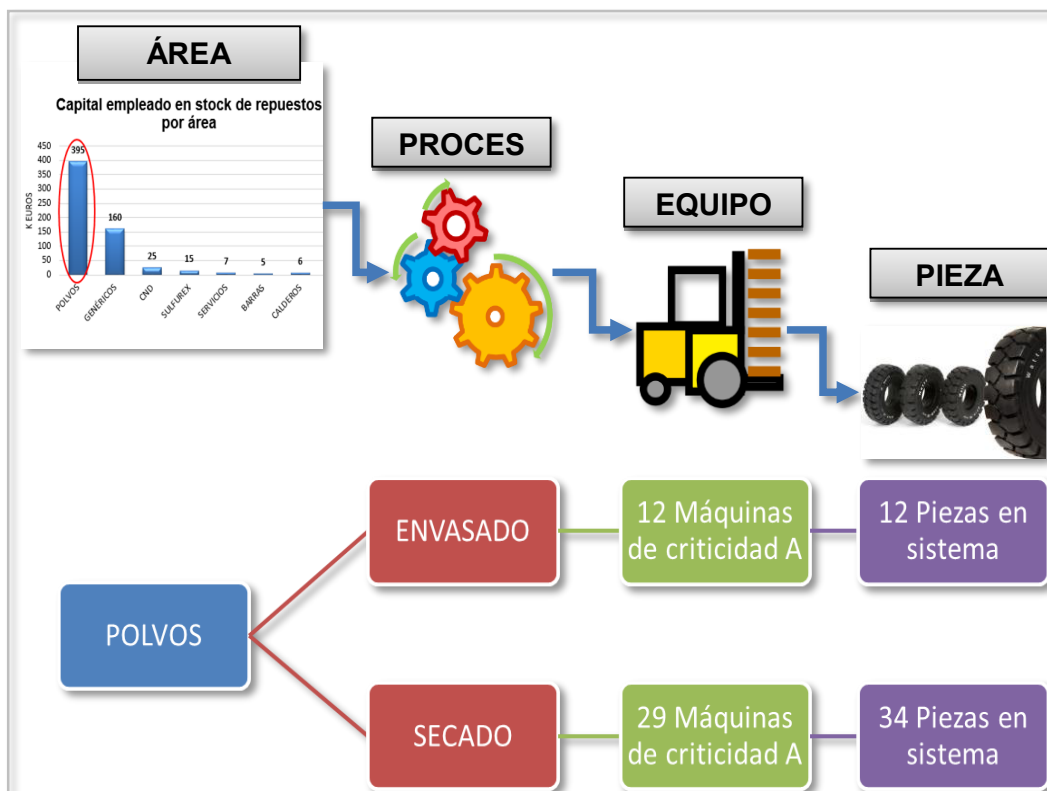 ÁREA
Capital empleado en stock de repuestos
por área
K EUROS
450
400
350
300
250
200
150
100
50
0
395
160
25
15
7
5
6
POLVOS
GENÉRICOS
CND
SULFUREX
SERVICIOS
BARRAS
CALDEROS
PROCES
EQUIPO
PIEZA
POLVOS
ENVASADO
12 Máquinas
de criticidad A
12 Piezas en
sistema
SECADO
29 Máquinas
de criticidad A
34 Piezas en
sistema